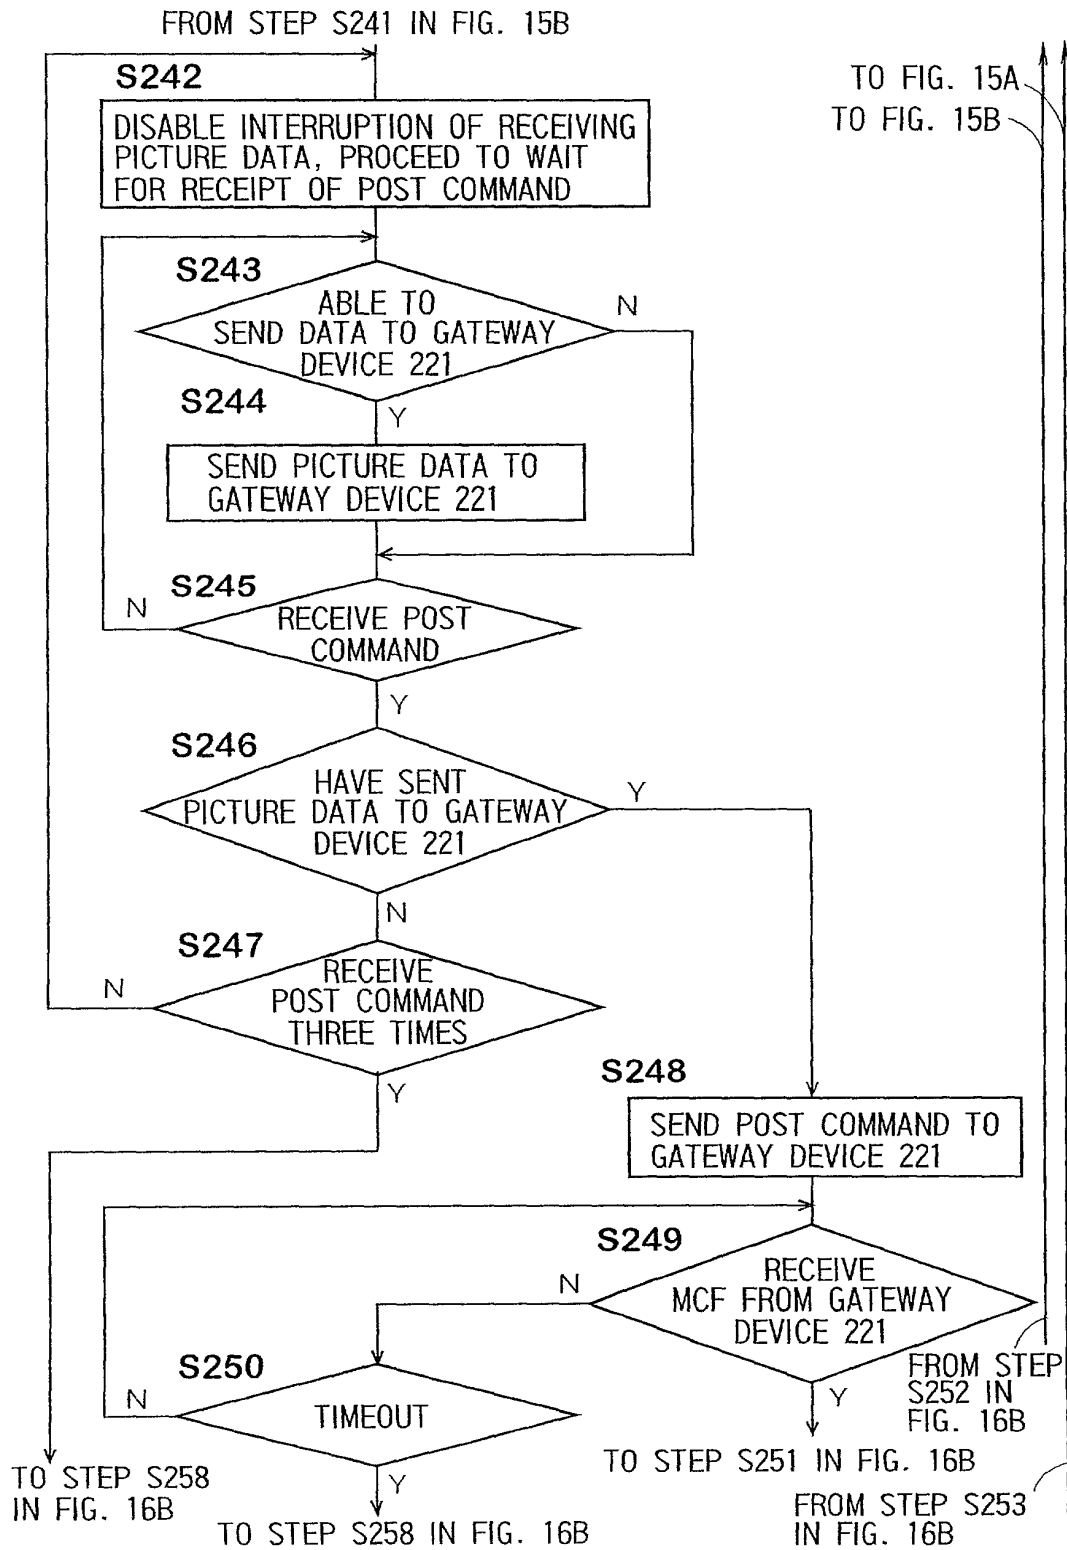 FROM STEP S241 IN FIG. 15B
S242
TO FIG. 15A
TO FIG. 15B
DISABLE INTERRUPTION OF RECEIVING
PICTURE DATA, PROCEED TO WAIT
FOR RECEIPT OF POST COMMAND
S243
ABLE TO
SEND DATA TO GATEWAY
DEVICE 221
N
S244
Y
SEND PICTURE DATA TO
GATEWAY DEVICE 221
S245
N
RECEIVE POST
COMMAND
Y
S246
HAVE SENT
PICTURE DATA TO GATEWAY
DEVICE 221
Y
N
S247
RECEIVE
POST COMMAND
THREE TIMES
N
Y
S248
SEND POST COMMAND TO
GATEWAY DEVICE 221
S249
RECEIVE
MCF FROM GATEWAY
DEVICE 221
N
Y
S250
TIMEOUT
N
Y
FROM STEP
S252 IN
FIG. 16B
TO STEP S251 IN FIG. 16B
TO STEP S258
IN FIG. 16B
FROM STEP S253
IN FIG. 16B
TO STEP S258 IN FIG. 16B